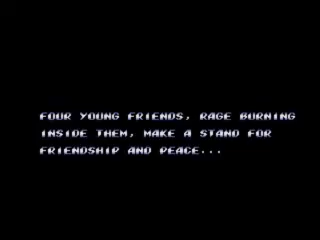 FOUR YOUNG FRIENDS, RAGE BURNING
INSIDE THEM, MAKE A STAND FOR
FRIENDSHIP AND PEACE...